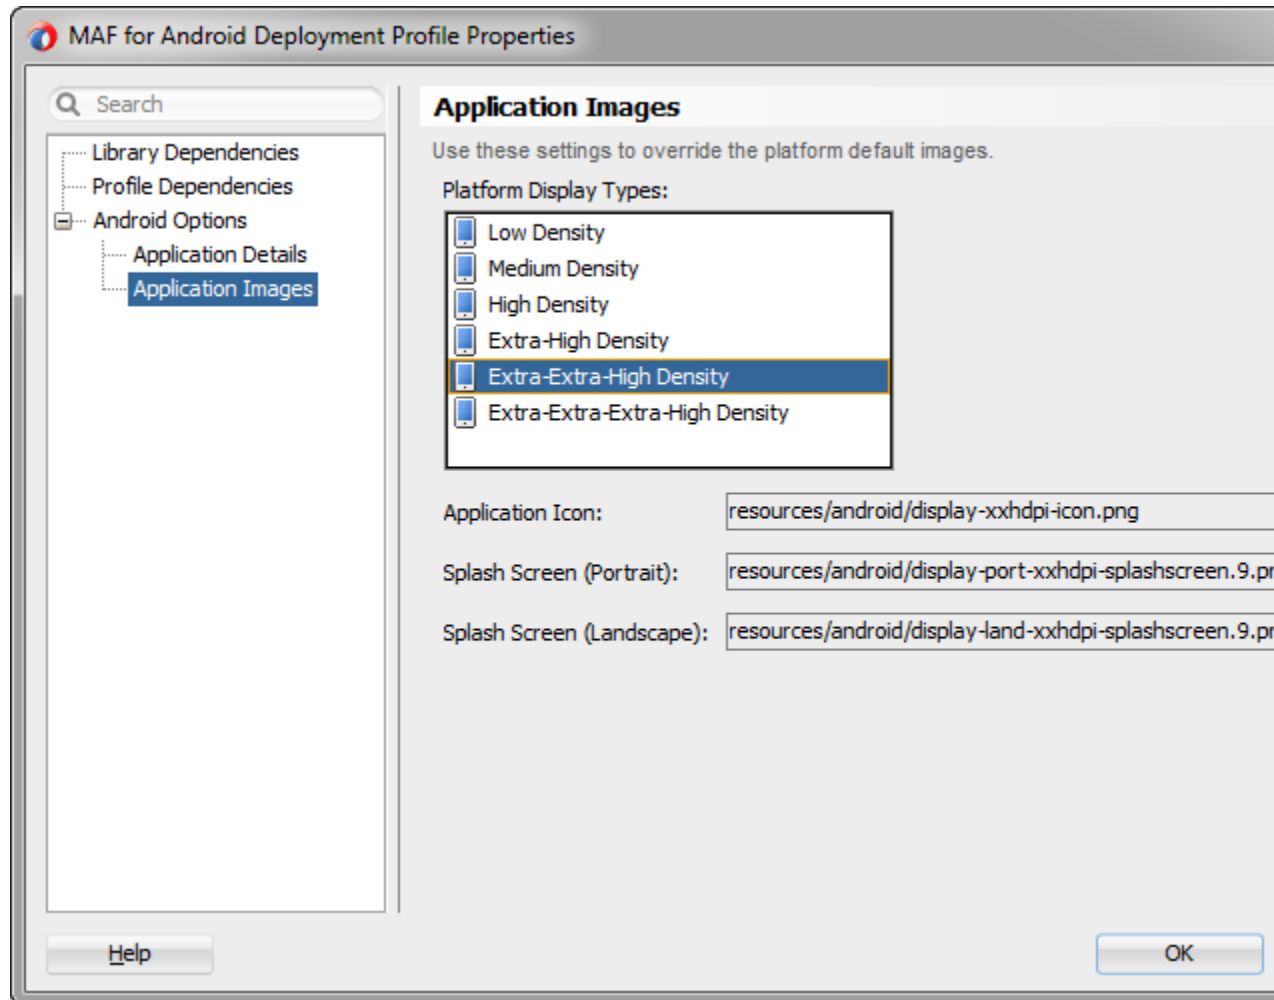 MAF for Android Deployment Profile Properties
Search
Library Dependencies
Profile Dependencies
Android Options
Application Details
Application Images
Application Images
Use these settings to override the platform default images.
Platform Display Types:
Low Density
Medium Density
High Density
Extra-High Density
Extra-Extra-High Density
Extra-Extra-Extra-High Density
Application Icon: resources/android/display-xxhdpi-icon.png
Splash Screen (Portrait): resources/android/display-port-xxhdpi-splashscreen.9.pr
Splash Screen (Landscape): resources/android/display-land-xxhdpi-splashscreen.9.pr
Help
OK